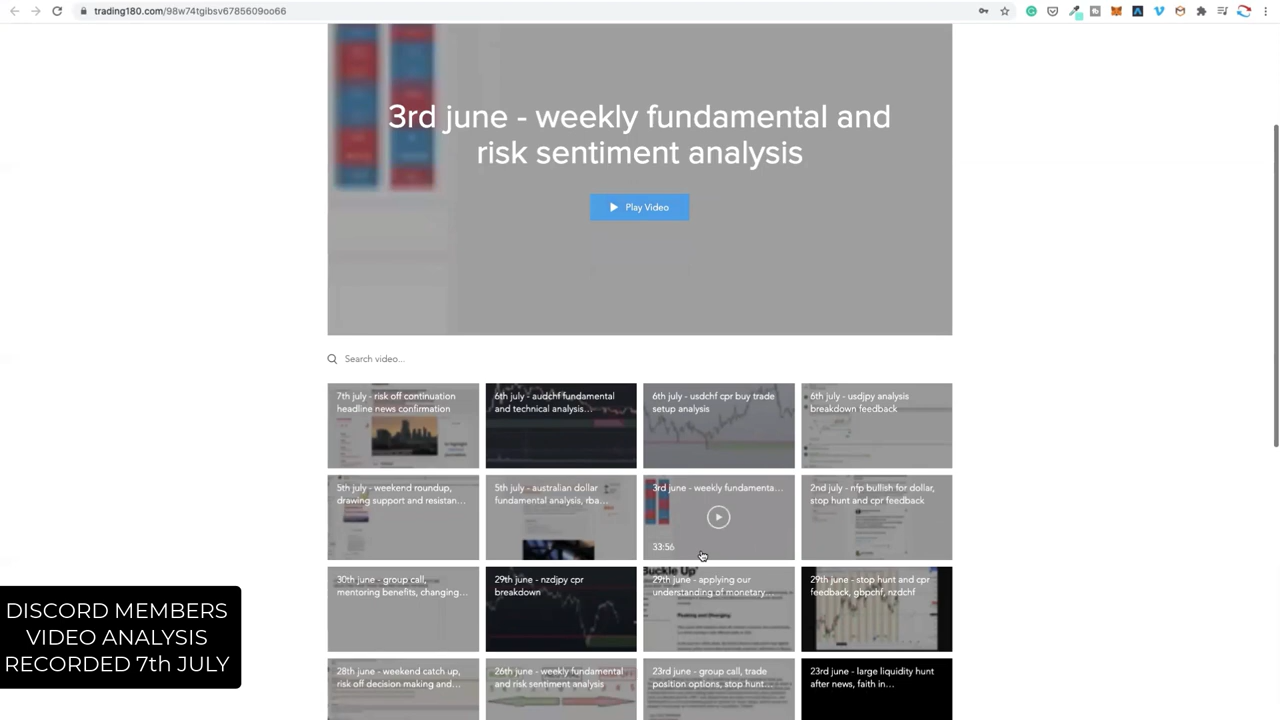 trading180.com/98w74tgibsv6785609oo66
3rd june - weekly fundamental and
risk sentiment analysis
Play Video
Search video...
7th july - risk off continuation
headline news confirmation
6th july - audchf fundamental
and technical analysis...
6th july - usdchf cpr buy trade
setup analysis
6th july - usdjpy analysis
breakdown feedback
5th july - weekend roundup,
drawing support and resistan...
5th july - australian dollar
fundamental analysis, rba...
3rd june - weekly fundamenta...
33:56
2nd july - nfp bullish for dollar,
stop hunt and cpr feedback
30th june - group call,
mentoring benefits, changing...
29th june - nzdjpy cpr
breakdown
Buckle Up'
29th june - applying our
understanding of monetary...
29th june - stop hunt and cpr
feedback, gbpchf, nzdchf
28th june - weekend catch up,
risk off decision making and...
26th june - weekly fundamental
and risk sentiment analysis
23rd june - group call, trade
position options, stop hunt...
23rd june - large liquidity hunt
after news, faith in...
DISCORD MEMBERS
VIDEO ANALYSIS
RECORDED 7th JULY